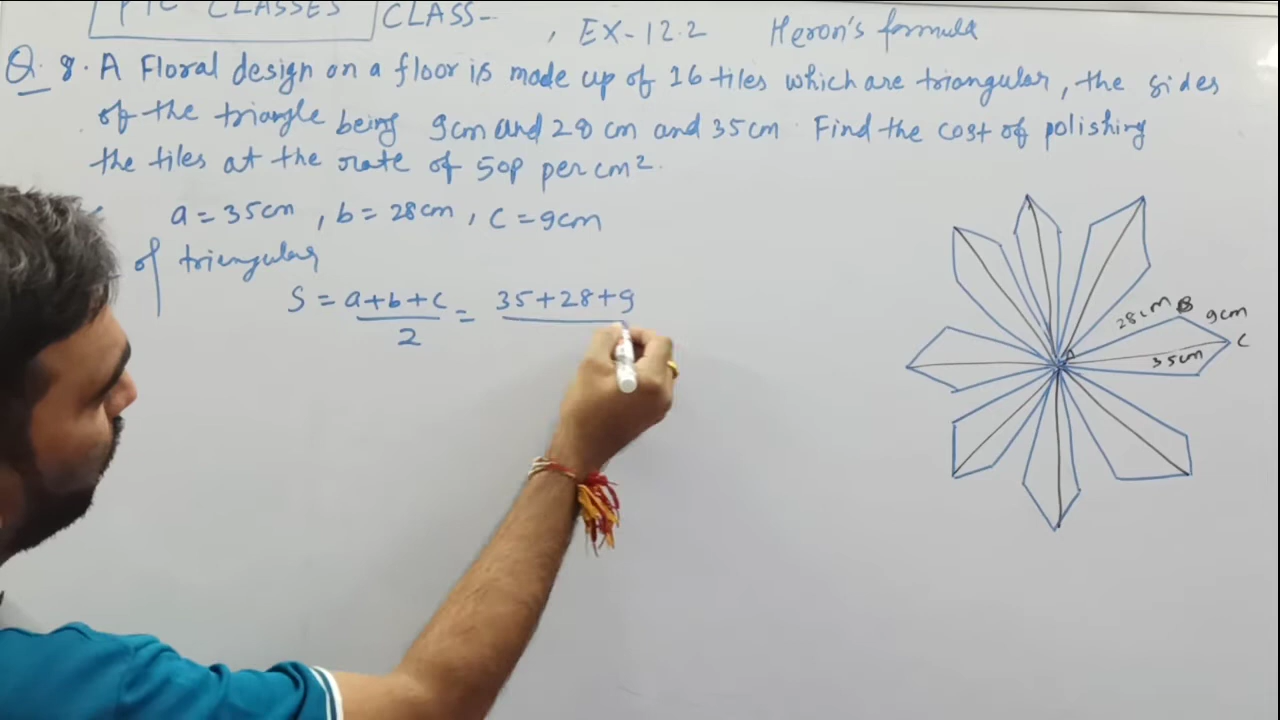 PTC CLASSES CLASS-
, EX-12.2 Heron's formula
Q.8. A Floral design on a floor is made up of 16 tiles which are triangular, the sides
of the triangle being 9cm and 28 cm and 35 cm. Find the cost of polishing
the tiles at the rate of 50P per cm².
a = 35cm, b = 28cm, c = 9cm
of triangular
S = a+b+c/2 = 35+28+9
28cm B 9cm
35cm C